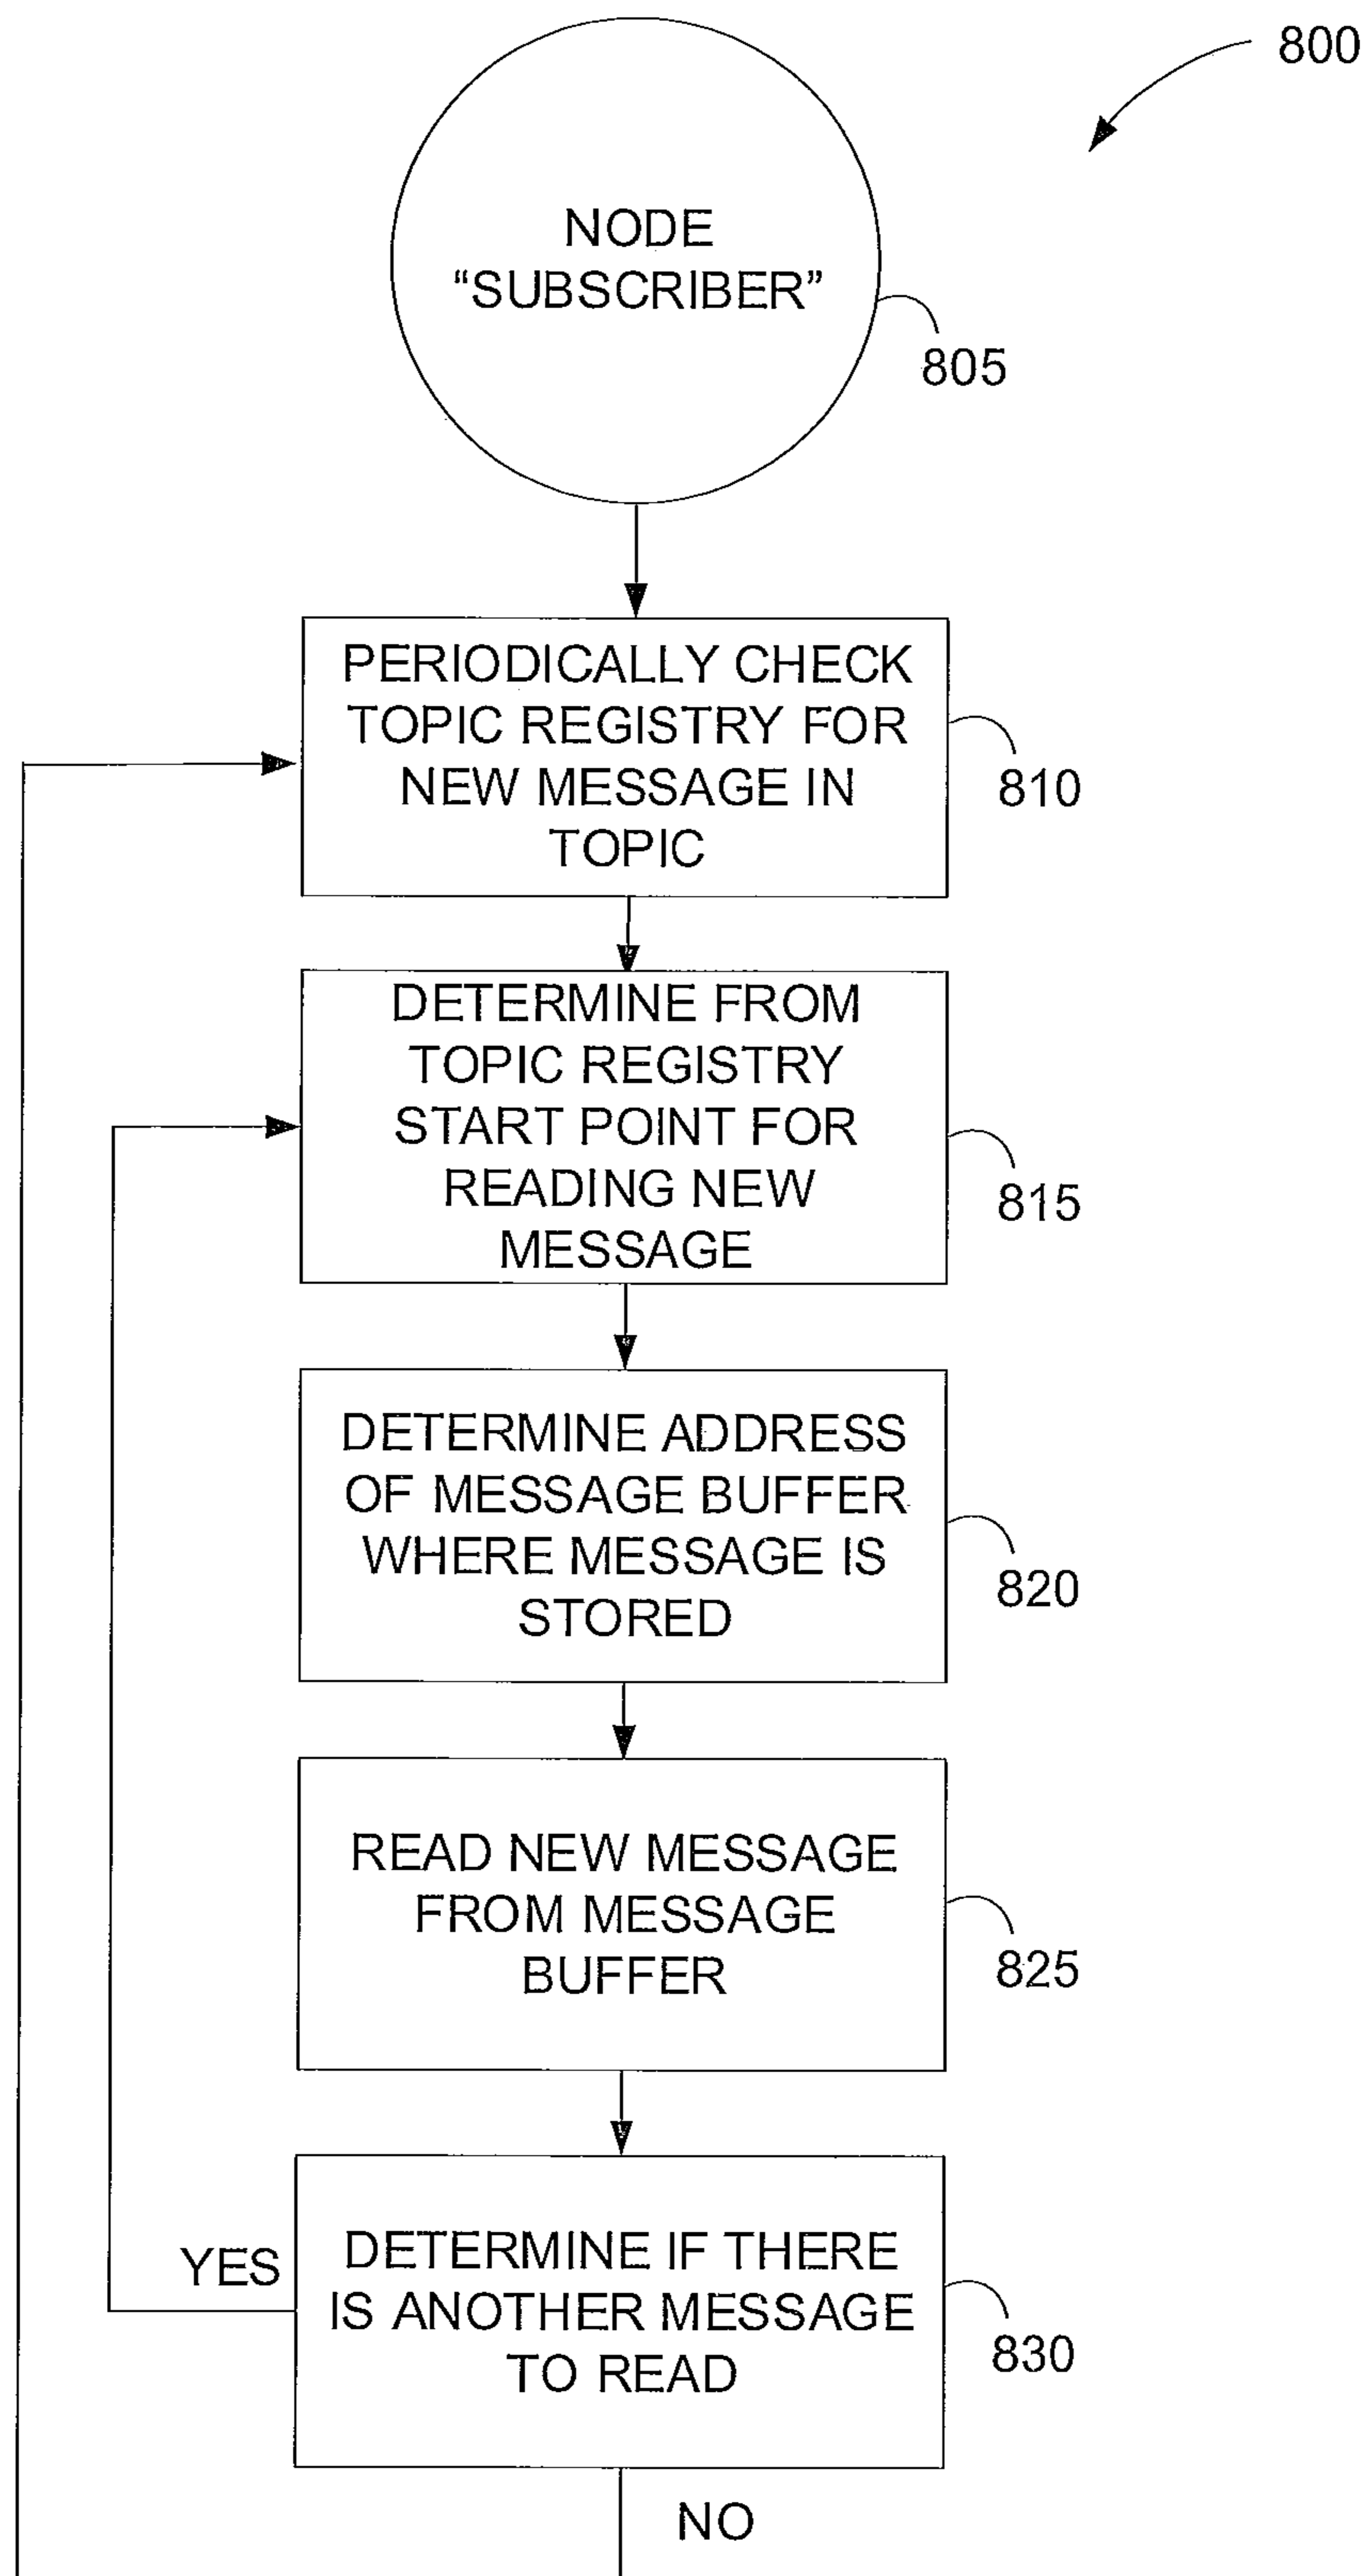 800
NODE
“SUBSCRIBER”
805
PERIODICALLY CHECK
TOPIC REGISTRY FOR
NEW MESSAGE IN
TOPIC
810
DETERMINE FROM
TOPIC REGISTRY
START POINT FOR
READING NEW
MESSAGE
815
DETERMINE ADDRESS
OF MESSAGE BUFFER
WHERE MESSAGE IS
STORED
820
READ NEW MESSAGE
FROM MESSAGE
BUFFER
825
YES
DETERMINE IF THERE
IS ANOTHER MESSAGE
TO READ
830
NO